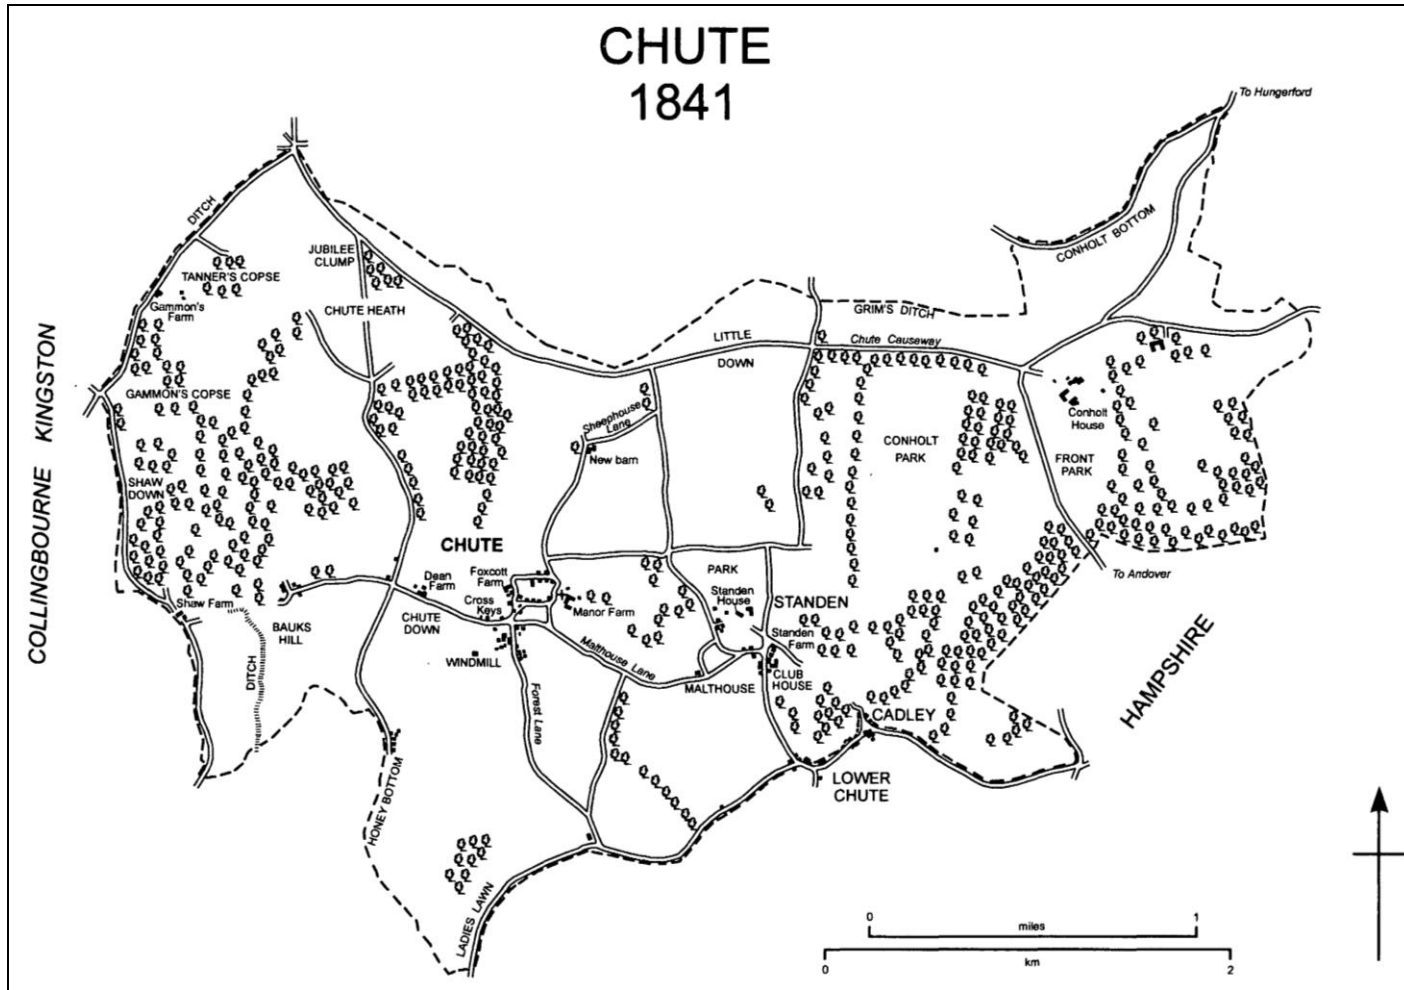 CHUTE
1841
To Hungerford
DITCH
CONHOLT BOTTOM
JUBILEE
CLUMP
TANNER'S COPSE
Gammon's
Farm
CHUTE HEATH
GRIM'S DITCH
LITTLE
DOWN
Chute Causeway
COLLINGBOURNE KINGSTON
GAMMON'S COPSE
Sheephouse
Lane
New barn
CONHOLT
PARK
Conholt
House
FRONT
PARK
SHAW
DOWN
CHUTE
To Andover
Foxcott
Farm
Dean
Farm
PARK
Standen
House
STANDEN
Shaw Farm
Cross
Keys
Manor Farm
BAUKS
HILL
CHUTE
DOWN
Standen
Farm
Malthouse Lane
WINDMILL
DITCH
MALTHOUSE
CLUB
HOUSE
HAMPSHIRE
Forest Lane
CADLEY
HONEY BOTTOM
LOWER
CHUTE
LADIES LAWN
0 1
miles
km
0 2